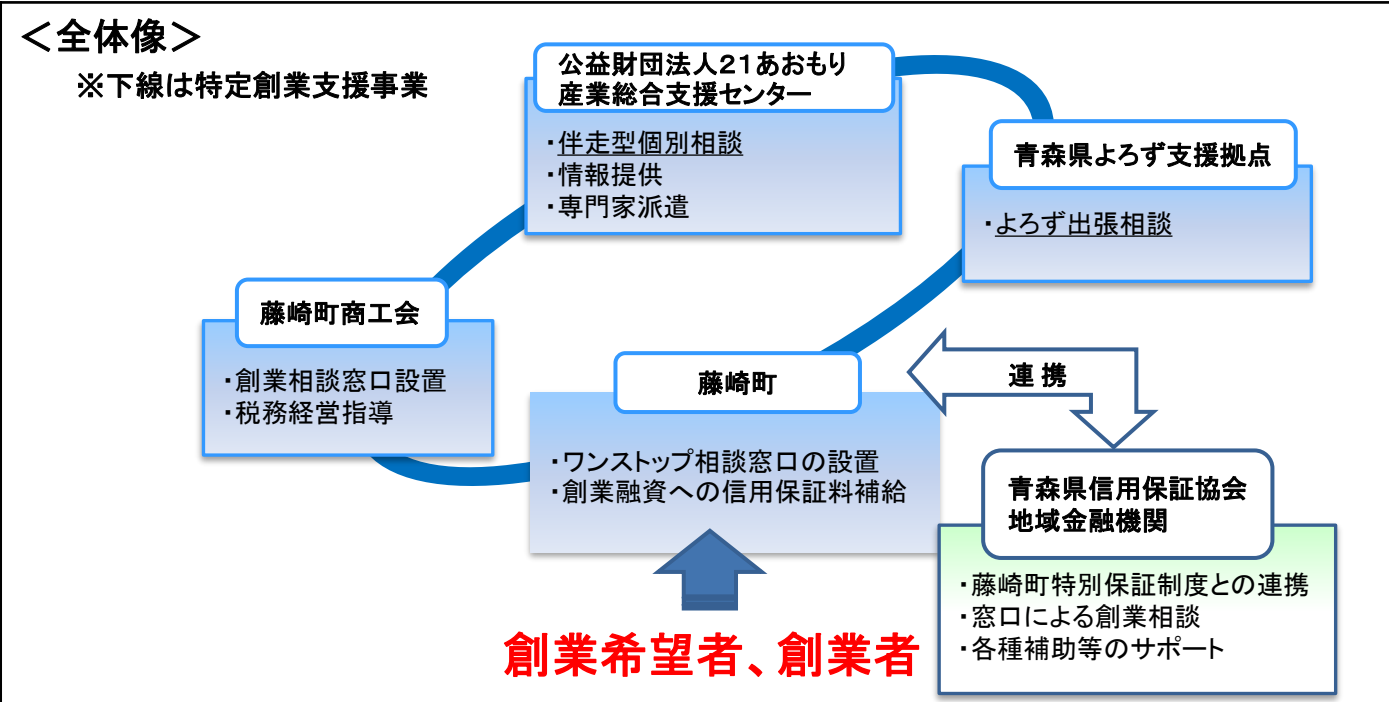 ＜全体像＞
※下線は特定創業支援事業
公益財団法人２１あおもり
産業総合支援センター
・伴走型個別相談
・情報提供
・専門家派遣
青森県よろず支援拠点
・よろず出張相談
藤崎町商工会
・創業相談窓口設置
・税務経営指導
藤崎町
・ワンストップ相談窓口の設置
・創業融資への信用保証料補給
連携
青森県信用保証協会
地域金融機関
・藤崎町特別保証制度との連携
・窓口による創業相談
・各種補助等のサポート
創業希望者、創業者